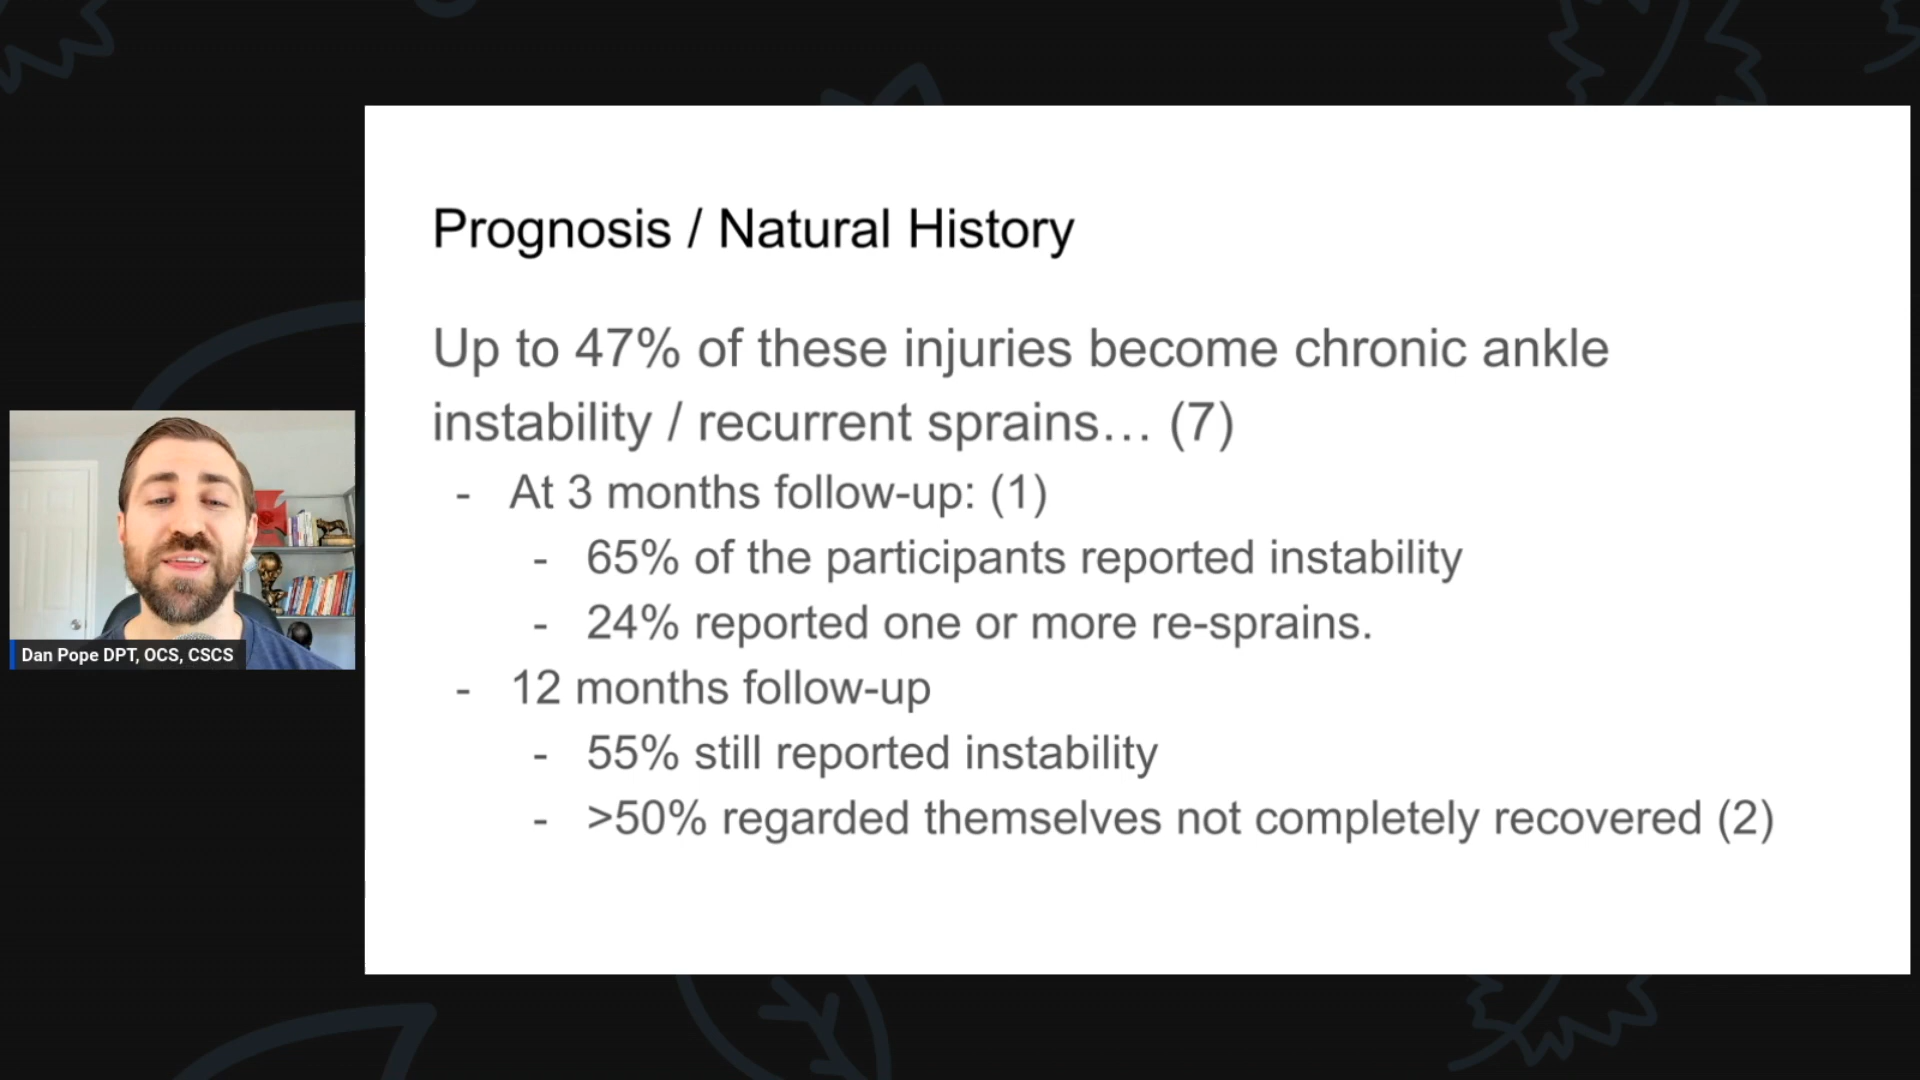 Prognosis / Natural History
Up to 47% of these injuries become chronic ankle
instability / recurrent sprains… (7)
- At 3 months follow-up: (1)
- 65% of the participants reported instability
- 24% reported one or more re-sprains.
- 12 months follow-up
- 55% still reported instability
- >50% regarded themselves not completely recovered (2)
Dan Pope DPT, OCS, CSCS